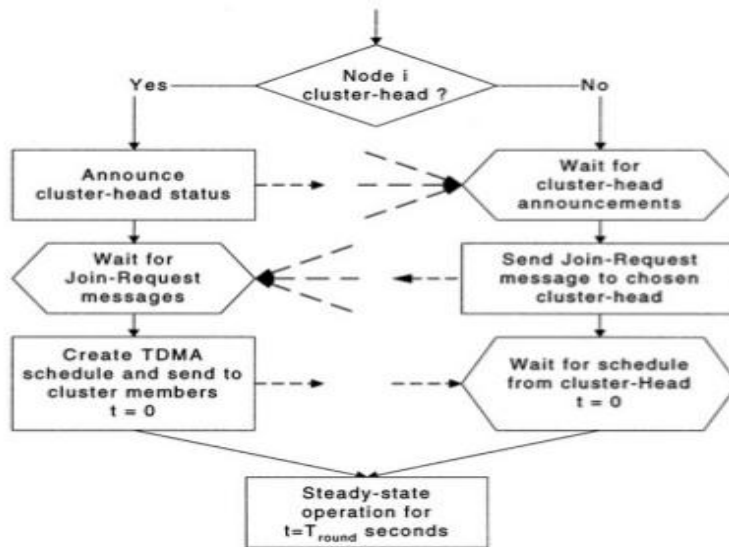 Node i
cluster-head ?
Yes
No
Announce
cluster-head status
Wait for
cluster-head
announcements
Wait for
Join-Request
messages
Send Join-Request
message to chosen
cluster-head
Create TDMA
schedule and send to
cluster members
t = 0
Wait for schedule
from cluster-Head
t = 0
Steady-state
operation for
t=T_round seconds